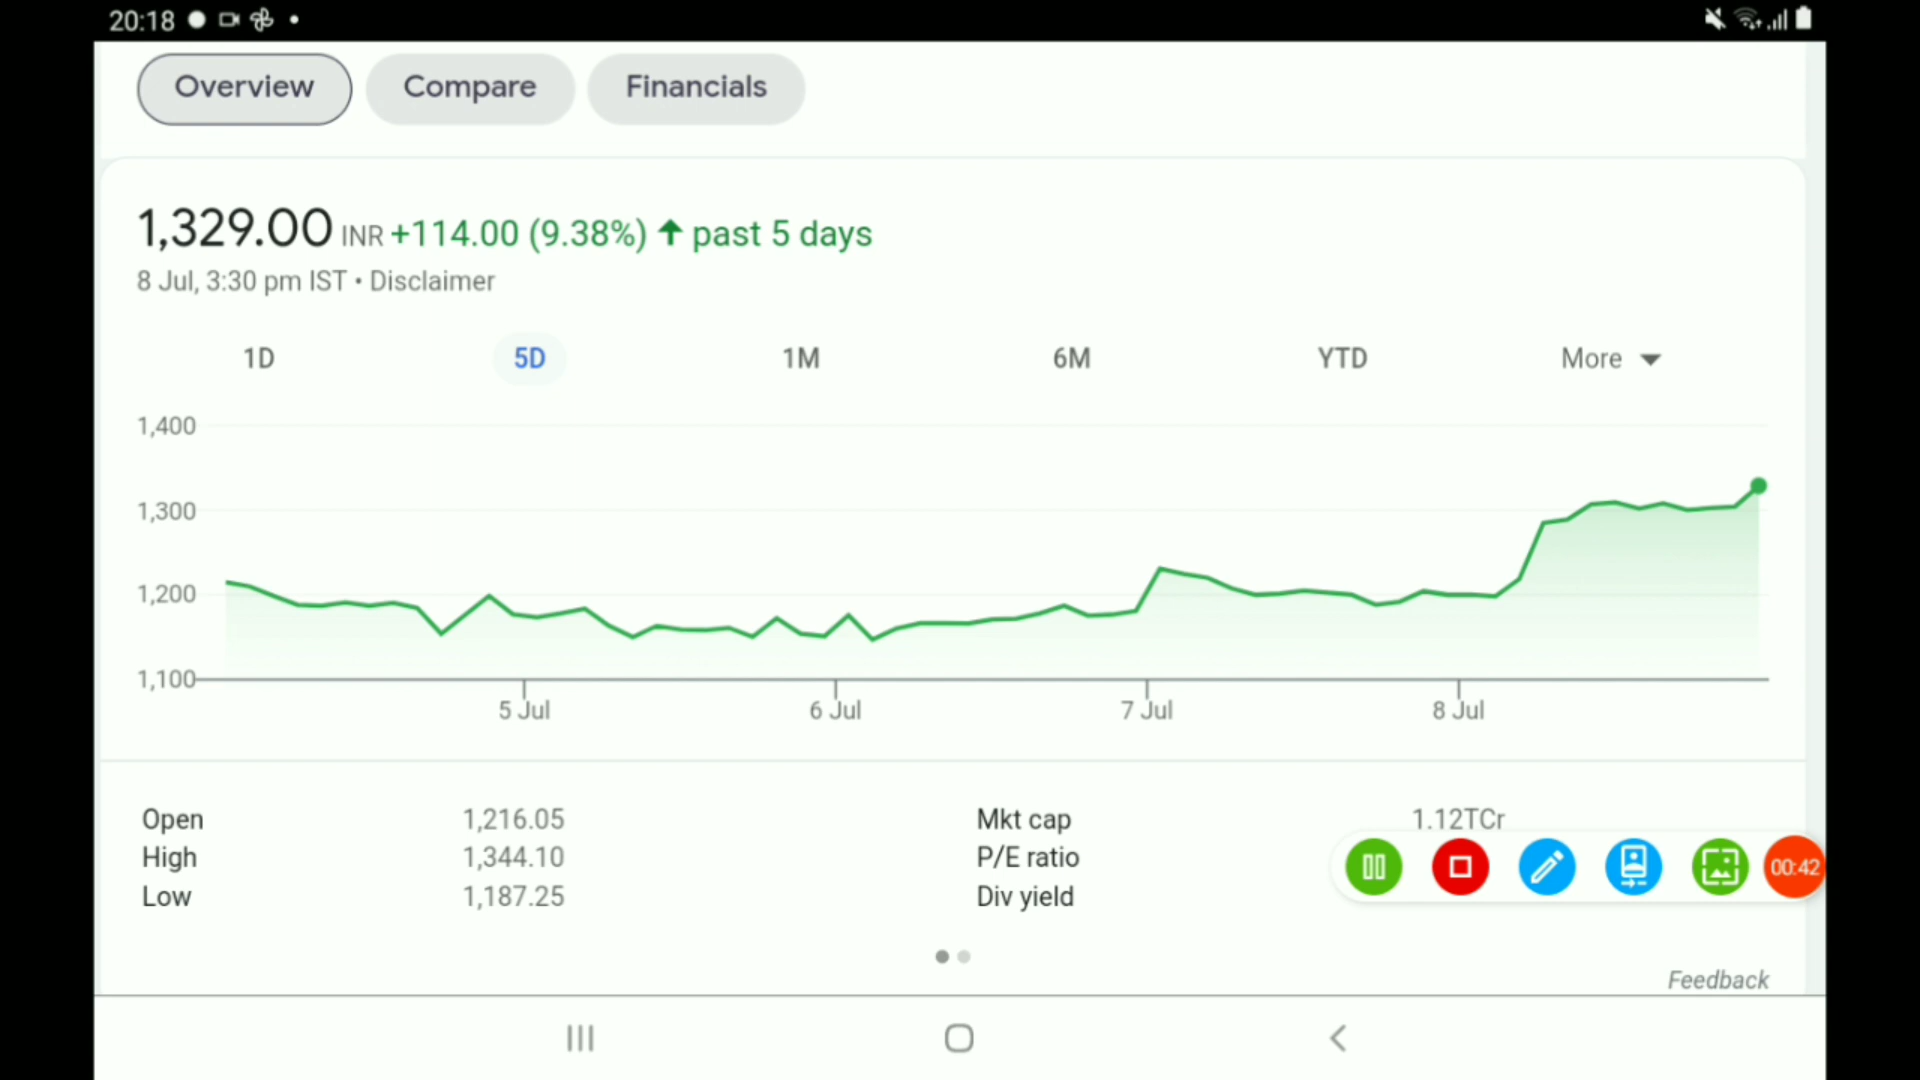 20:18
Overview Compare Financials
1,329.00 INR +114.00 (9.38%) ↑ past 5 days
8 Jul, 3:30 pm IST • Disclaimer
1D 5D 1M 6M YTD More
1,400
1,300
1,200
1,100
5 Jul 6 Jul 7 Jul 8 Jul
Open 1,216.05 Mkt cap 1.12TCr
High 1,344.10 P/E ratio
Low 1,187.25 Div yield
00:42
Feedback